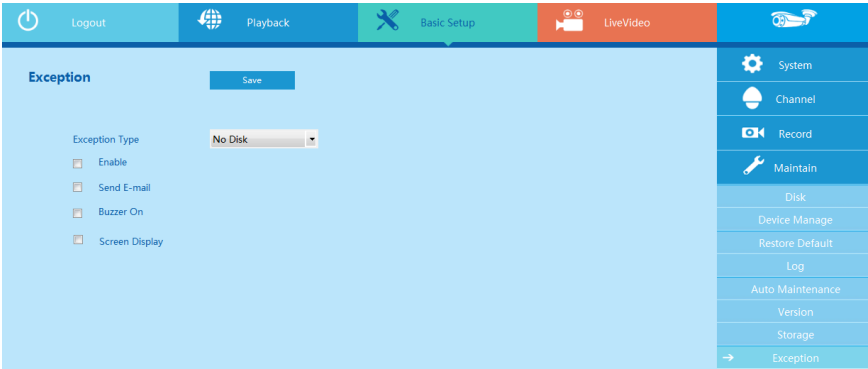 Logout
Playback
Basic Setup
LiveVideo
Exception
Save
Exception Type
No Disk
Enable
Send E-mail
Buzzer On
Screen Display
System
Channel
Record
Maintain
Disk
Device Manage
Restore Default
Log
Auto Maintenance
Version
Storage
Exception